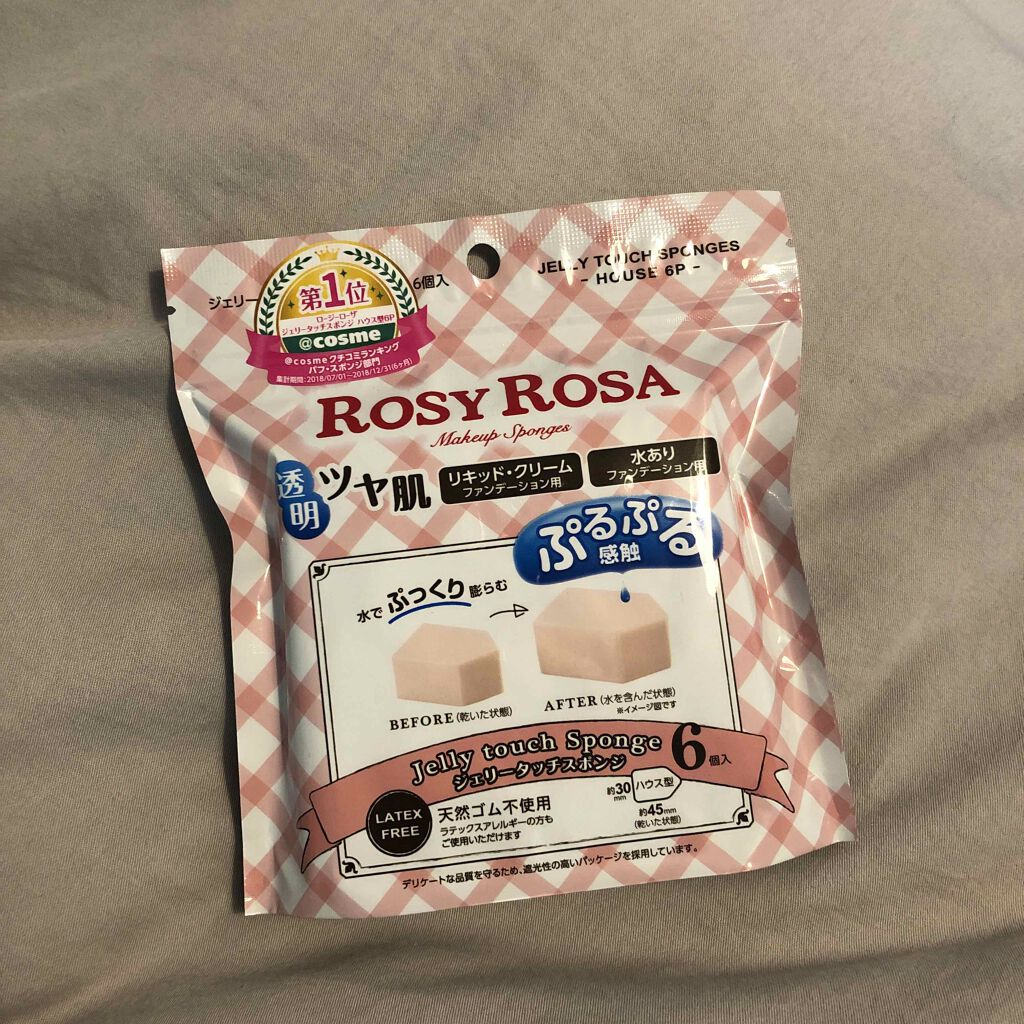 JELLY TOUCH SPONGES
- HOUSE 6P -
ジェリー
6個入
第1位
ロージーローザ
ジェリータッチスポンジ ハウス型6P
@cosme
@cosmeクチコミランキング
パフ・スポンジ部門
集計期間:2018/07/01~2018/12/31(6ヶ月)
ROSY ROSA
Makeup Sponges
透明 ツヤ肌
リキッド・クリーム
ファンデーション用
水あり
ファンデーション用
ぷるぷる
感触
水でぷっくり膨らむ
BEFORE(乾いた状態)
AFTER(水を含んだ状態)
※イメージ図です
Jelly touch Sponge 6個入
ジェリータッチスポンジ
LATEX
FREE
天然ゴム不使用
ラテックスアレルギーの方も
ご使用いただけます
約30mm
ハウス型
約45mm
(乾いた状態)
デリケートな品質を守るため、遮光性の高いパッケージを採用しています。